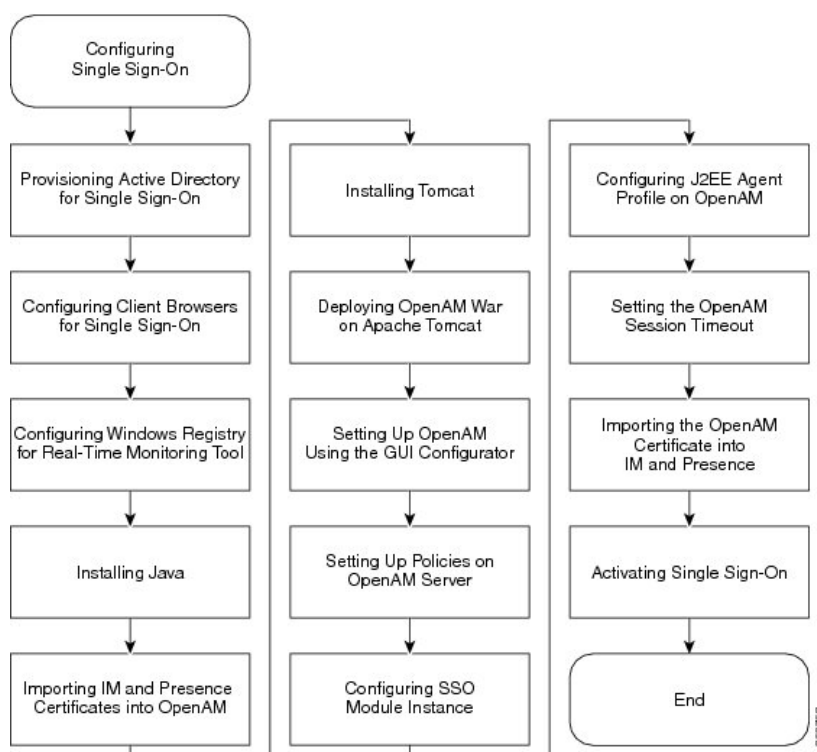 Configuring
Single Sign-On
Provisioning Active Directory
for Single Sign-On
Configuring Client Browsers
for Single Sign-On
Configuring Windows Registry
for Real-Time Monitoring Tool
Installing Java
Importing IM and Presence
Certificates into OpenAM
Installing Tomcat
Deploying OpenAM War
on Apache Tomcat
Setting Up OpenAM
Using the GUI Configurator
Setting Up Policies on
OpenAM Server
Configuring SSO
Module Instance
Configuring J2EE Agent
Profile on OpenAM
Setting the OpenAM
Session Timeout
Importing the OpenAM
Certificate into
IM and Presence
Activating Single Sign-On
End